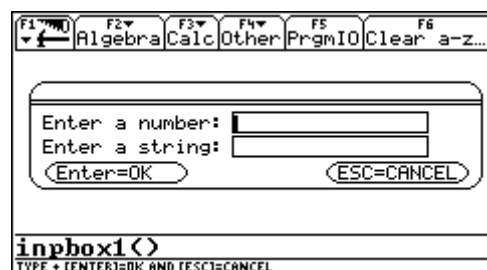 F1 F2 F3 F4 F5 F6
Algebra Calc Other PrgmIO Clear a-z…
Enter a number:
Enter a string:
Enter=OK ESC=CANCEL
inpbox1()
TYPE + [ENTER]=OK AND [ESC]=CANCEL